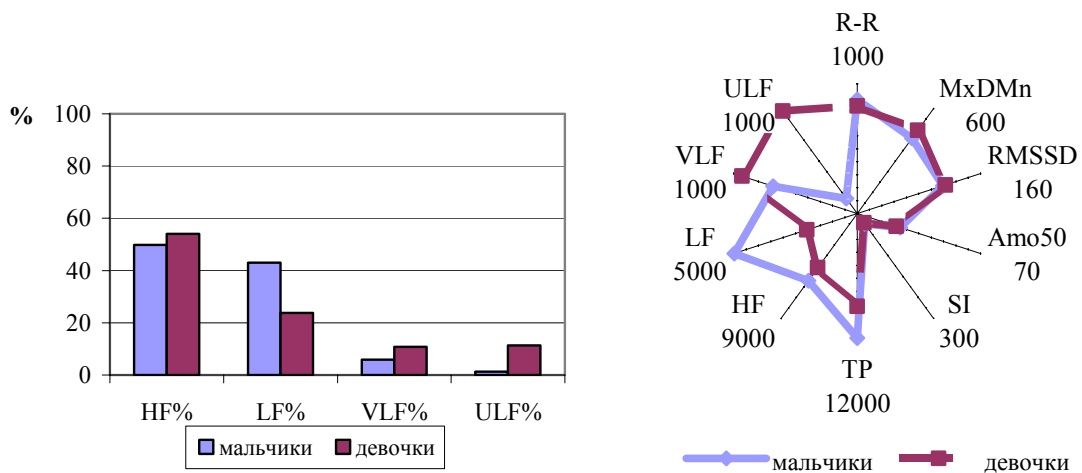 %
100
80
60
40
20
0
HF%
LF%
VLF%
ULF%
мальчики
девочки
R-R
1000
MxDMn
600
RMSSD
160
Amo50
70
SI
300
TP
12000
HF
9000
LF
5000
VLF
1000
ULF
1000
мальчики
девочки